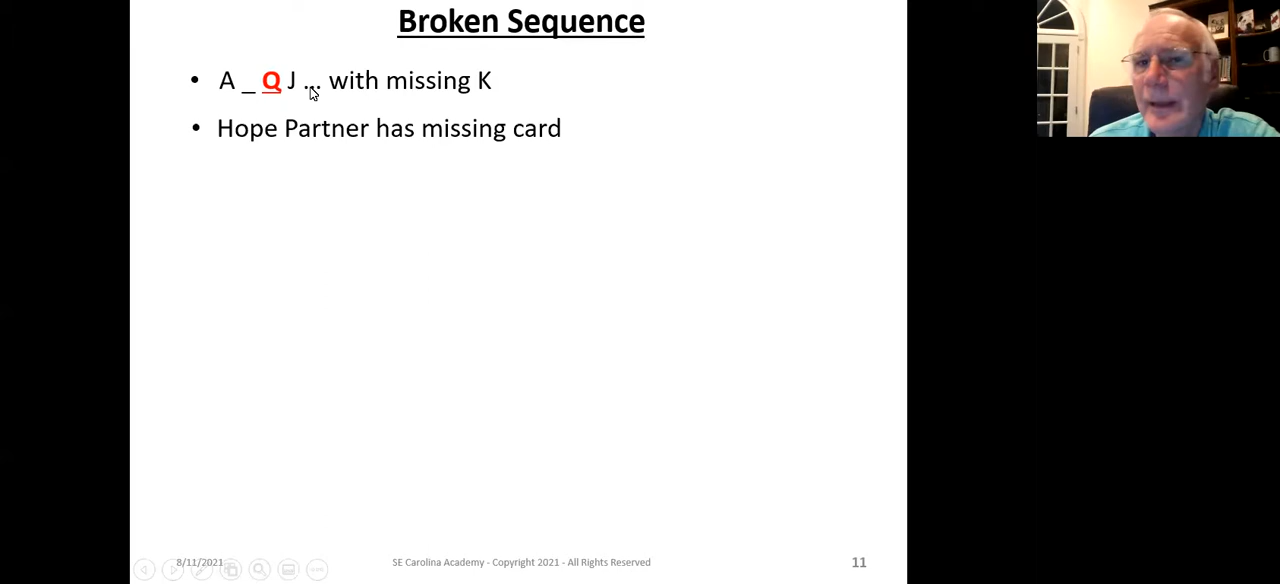 Broken Sequence
• A _ Q J ... with missing K
• Hope Partner has missing card
8/11/2021
SE Carolina Academy - Copyright 2021 - All Rights Reserved
11